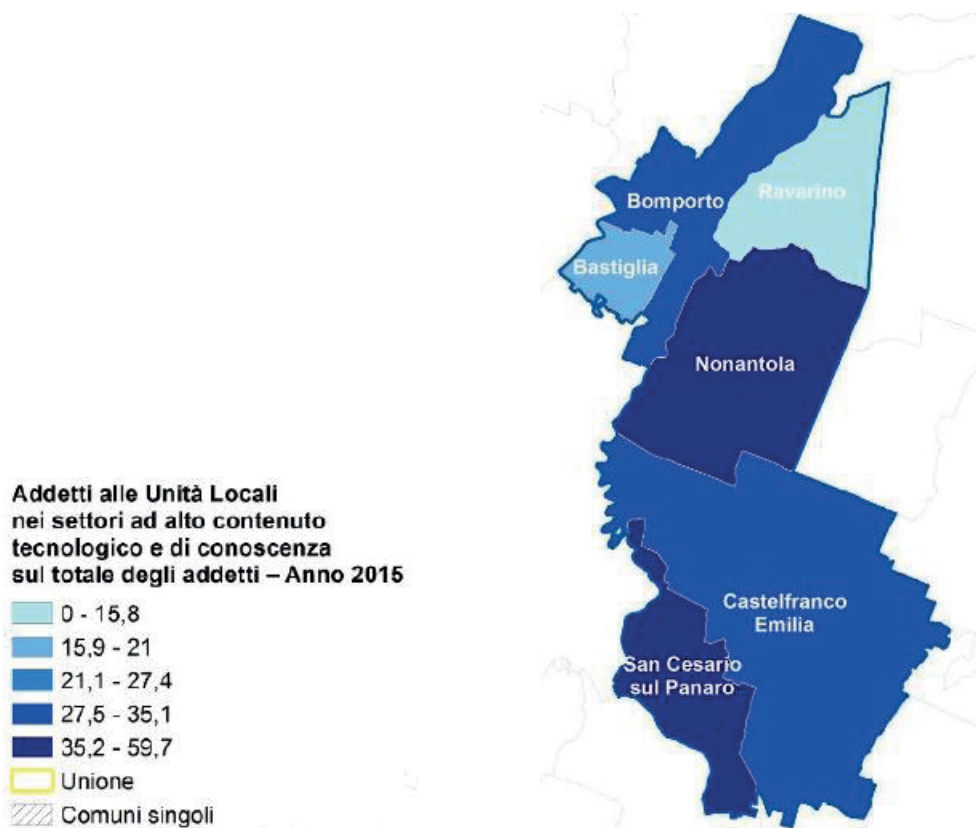 Bomporto
Ravarino
Bastiglia
Nonantola
Castelfranco
Emilia
San Cesario
sul Panaro
Addetti alle Unità Locali
nei settori ad alto contenuto
tecnologico e di conoscenza
sul totale degli addetti – Anno 2015
0 - 15,8
15,9 - 21
21,1 - 27,4
27,5 - 35,1
35,2 - 59,7
Unione
Comuni singoli